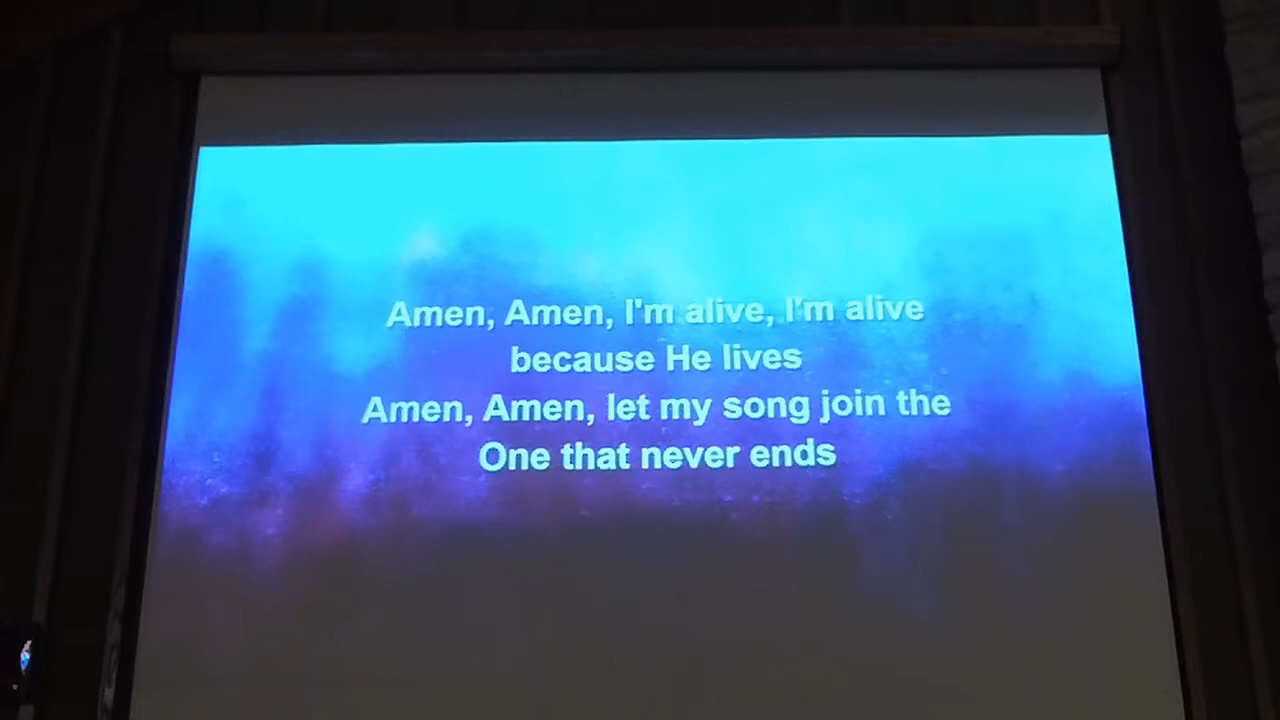 Amen, Amen, I'm alive, I'm alive
because He lives
Amen, Amen, let my song join the
One that never ends